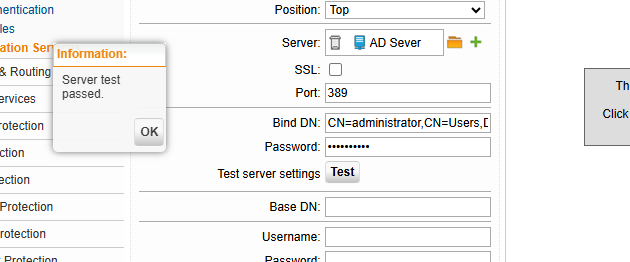 thentication
les
ation Ser
& Routing
ervices
rotection
ction
ection
Protection
rotection
r Protection
Information:
Server test
passed.
OK
Position: Top
Server: AD Sever
SSL:
Port: 389
Bind DN: CN=administrator,CN=Users,D
Password: ••••••••••
Test server settings Test
Base DN:
Username:
Password:
Th
Click